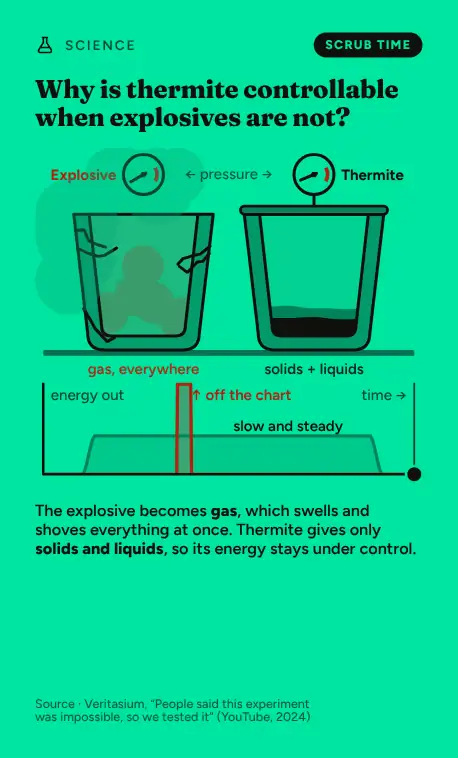 SCIENCE
SCRUB TIME
Why is thermite controllable
when explosives are not?
Explosive
← pressure →
Thermite
gas, everywhere
solids + liquids
energy out
↑ off the chart
time →
slow and steady
The explosive becomes gas, which swells and
shoves everything at once. Thermite gives only
solids and liquids, so its energy stays under control.
Source · Veritasium, “People said this experiment
was impossible, so we tested it” (YouTube, 2024)